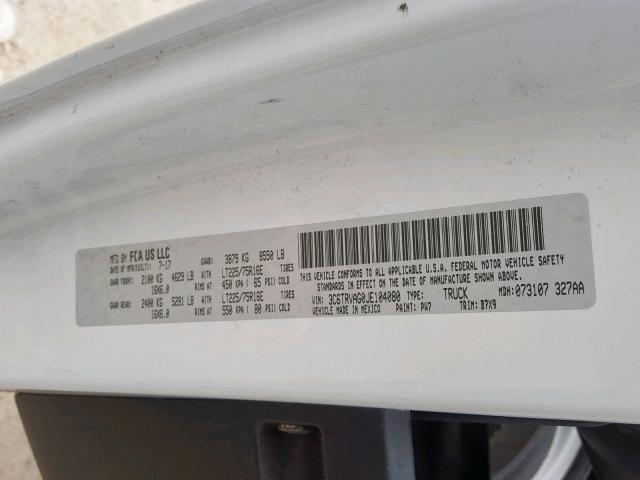 MFD BY FCA US LLC
DATE OF MFR(BUILT): 7-17
GVWR: 3879 KG 8550 LB
GAWR FRONT: 2100 KG 4629 LB WITH LT225/75R16E TIRES
16X6.0 RIMS AT 450 KPA ( 65 PSI) COLD
GAWR REAR: 2400 KG 5291 LB WITH LT225/75R16E TIRES
16X6.0 RIMS AT 550 KPA ( 80 PSI) COLD
THIS VEHICLE CONFORMS TO ALL APPLICABLE U.S.A. FEDERAL MOTOR VEHICLE SAFETY
STANDARDS IN EFFECT ON THE DATE OF MANUFACTURE SHOWN ABOVE.
VIN: 3C6TRVAG0JE104080 TYPE: TRUCK MDH: 073107 327AA
VEHICLE MADE IN MEXICO PAINT: PW7 TRIM: B7X9